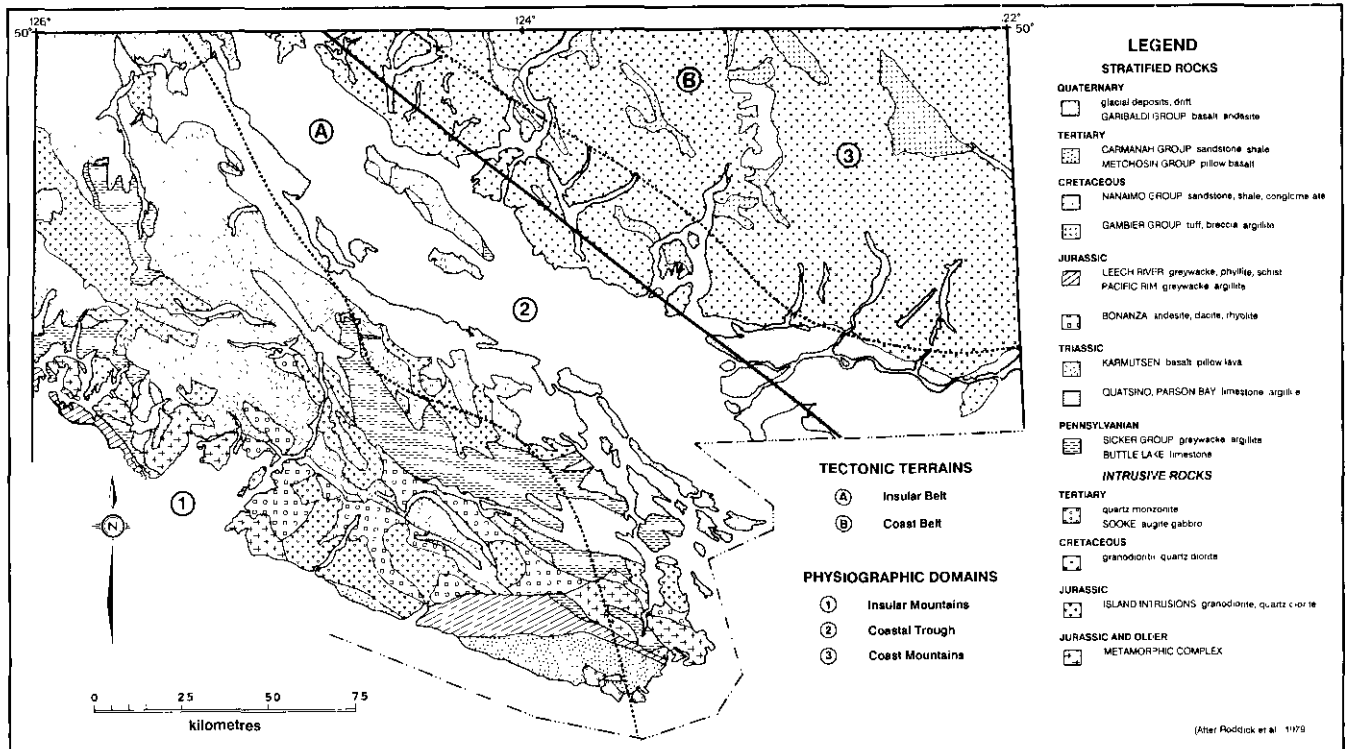 126°
124°
22°
50°
50°
A
B
1
2
3
N
0 25 50 75
kilometres
TECTONIC TERRAINS
A Insular Belt
B Coast Belt
PHYSIOGRAPHIC DOMAINS
1 Insular Mountains
2 Coastal Trough
3 Coast Mountains
LEGEND
STRATIFIED ROCKS
QUATERNARY
glacial deposits, drift
GARIBALDI GROUP basalt andesite
TERTIARY
CARMANAH GROUP sandstone shale
METCHOSIN GROUP pillow basalt
CRETACEOUS
NANAIMO GROUP sandstone, shale, conglome ate
GAMBIER GROUP tuff, breccia argillite
JURASSIC
LEECH RIVER greywacke, phyllite, schist
PACIFIC RIM greywacke argillite
BONANZA andesite, dacite, rhyolite
TRIASSIC
KARMUTSEN basalt pillow lava
QUATSINO, PARSON BAY limestone argillite
PENNSYLVANIAN
SICKER GROUP greywacke argillite
BUTTLE LAKE limestone
INTRUSIVE ROCKS
TERTIARY
quartz monzonite
SOOKE augite gabbro
CRETACEOUS
granodiorite quartz diorite
JURASSIC
ISLAND INTRUSIONS granodiorite, quartz diorite
JURASSIC AND OLDER
METAMORPHIC COMPLEX
(After Roddick et al 1979